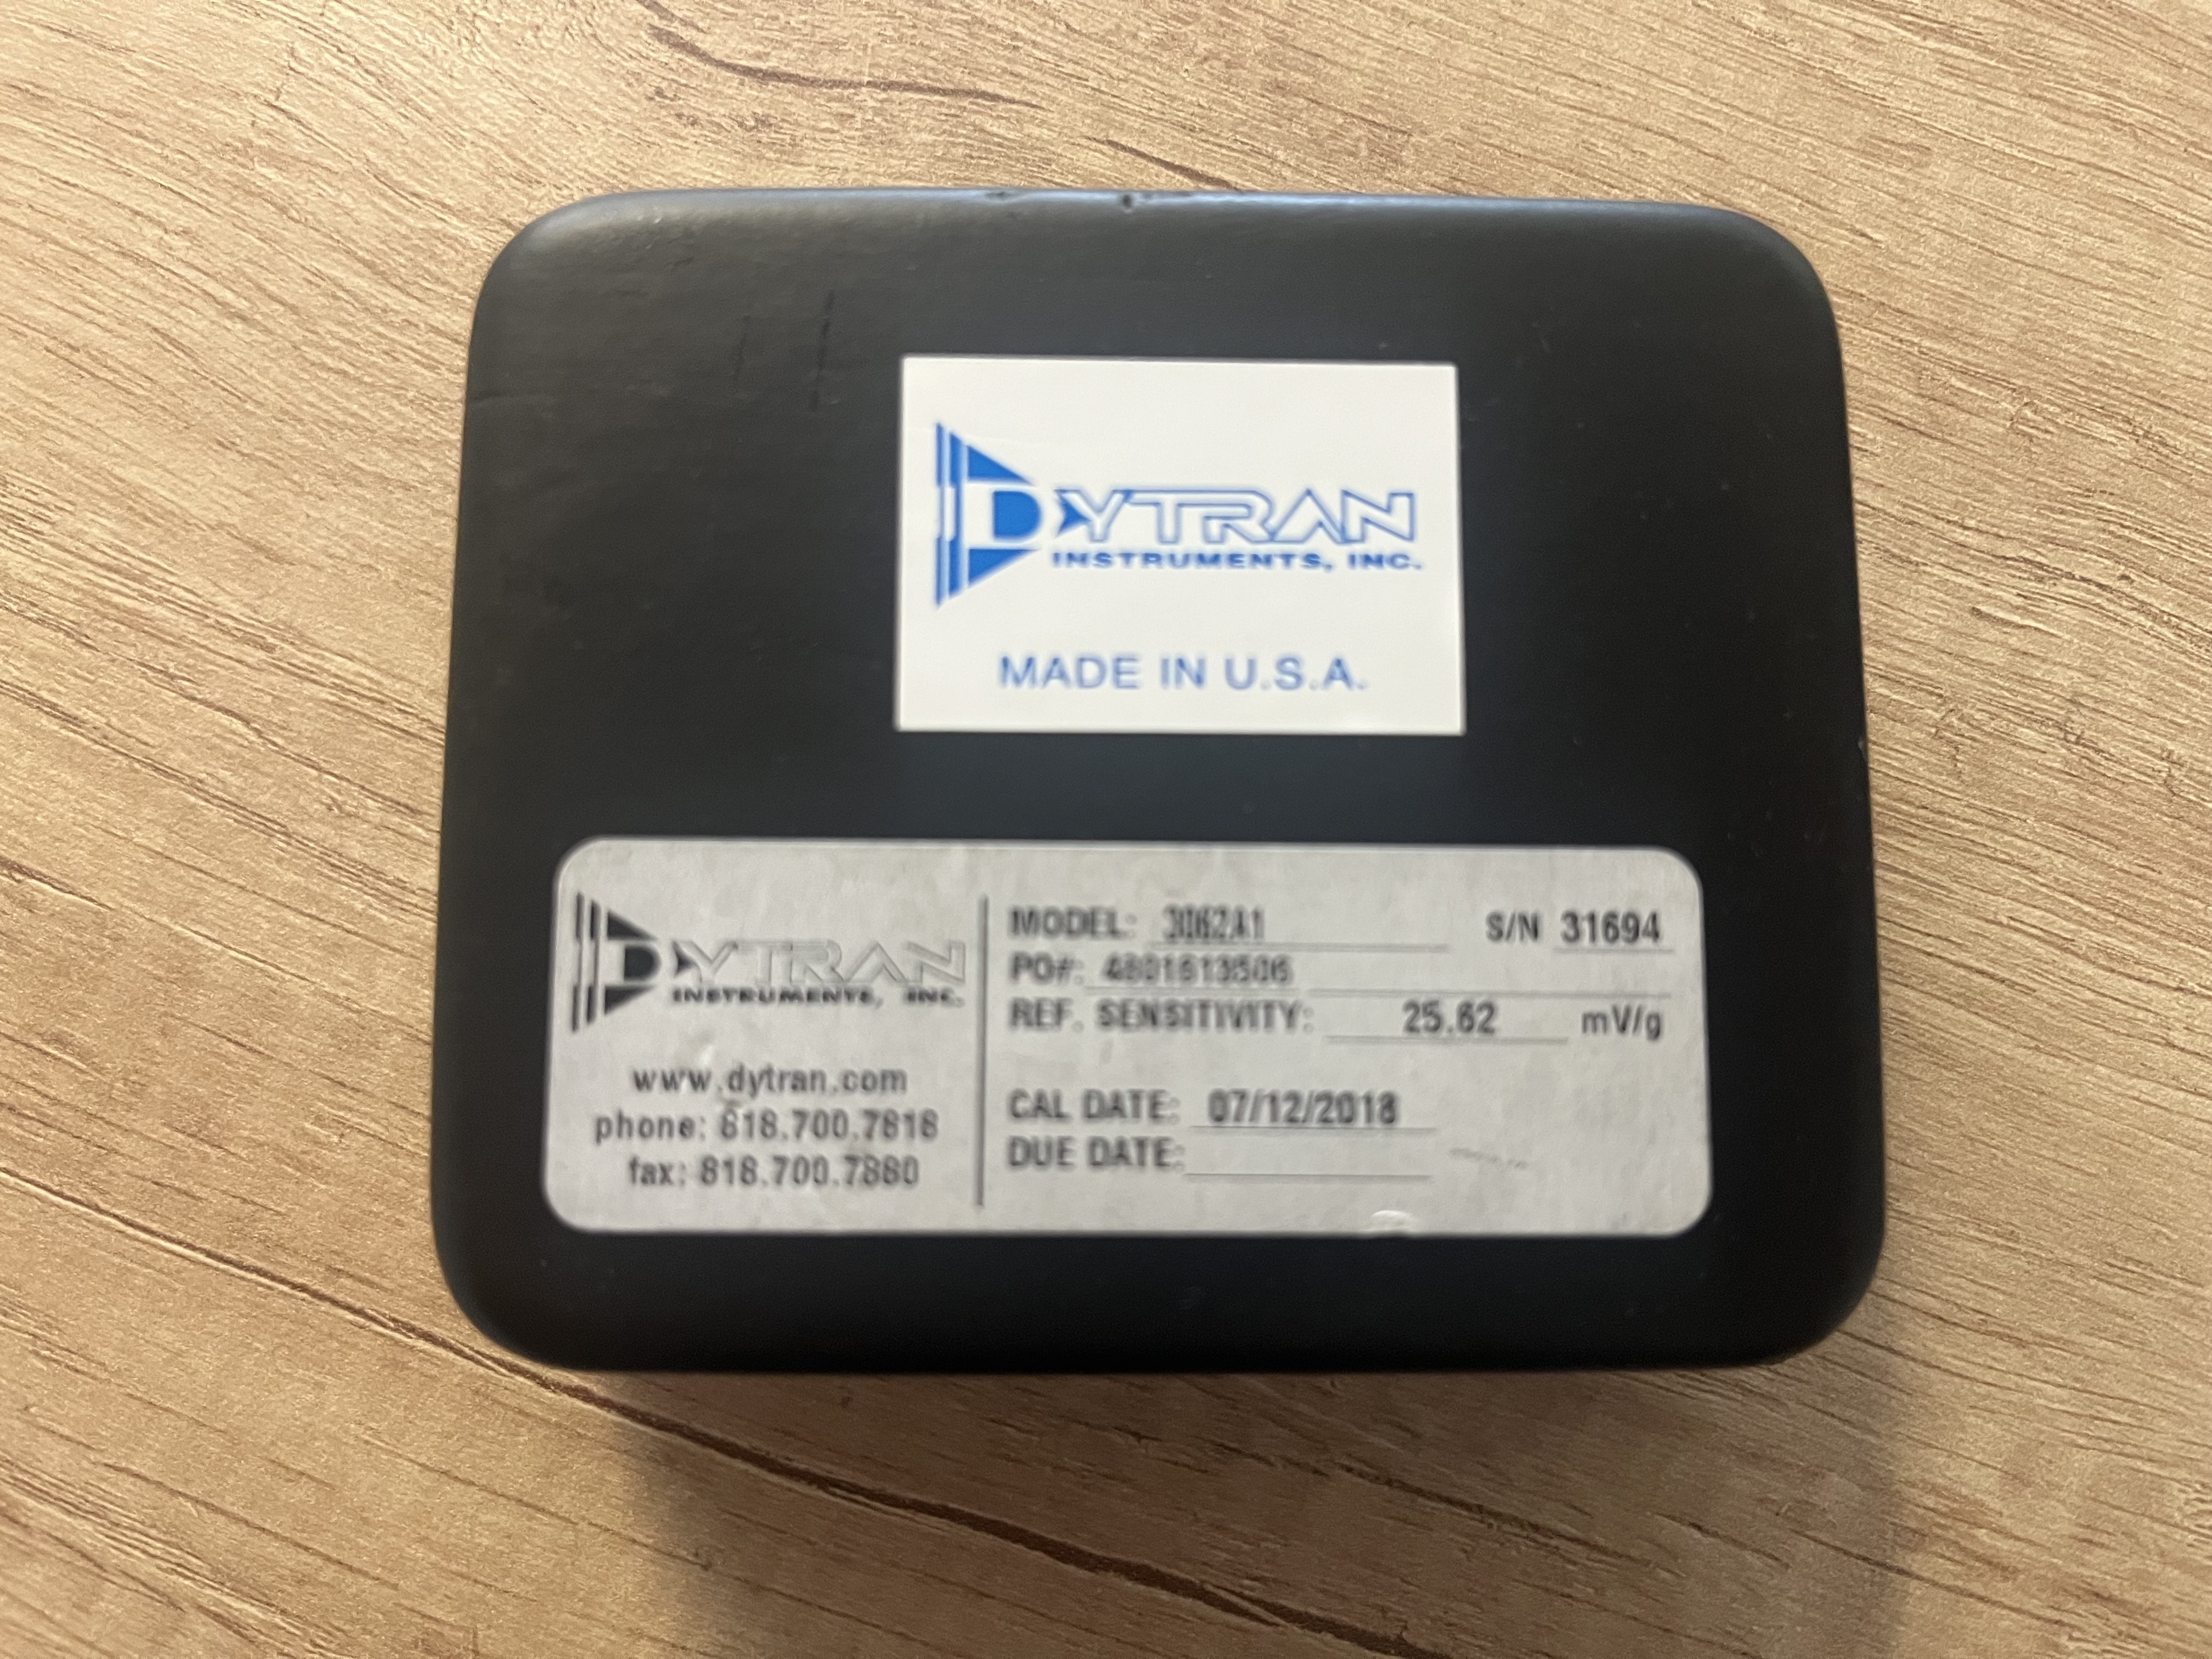 DYTRAN
INSTRUMENTS, INC.
MADE IN U.S.A.
DYTRAN
INSTRUMENTS, INC.
www.dytran.com
phone: 818.700.7818
fax: 818.700.7880
MODEL: 3062A1 S/N 31694
PO#:
REF. SENSITIVITY: 25.62 mV/g
CAL DATE: 07/12/2018
DUE DATE: